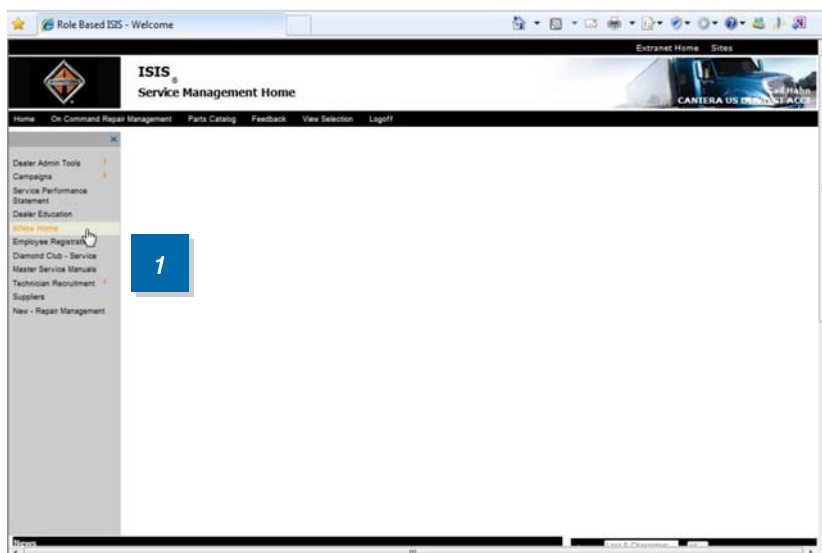 Role Based ISIS - Welcome
Extranet Home Sites
ISIS®
Service Management Home
CANTERA US
Home On Command Repair Management Parts Catalog Feedback View Selection Logoff
Dealer Admin Tools
Campaigns
Service Performance
Statement
Dealer Education
iKNow Home
Employee
Diamond Club - Service
Master Service Manuals
Technician Recruitment
Suppliers
New - Repair Management
1
News